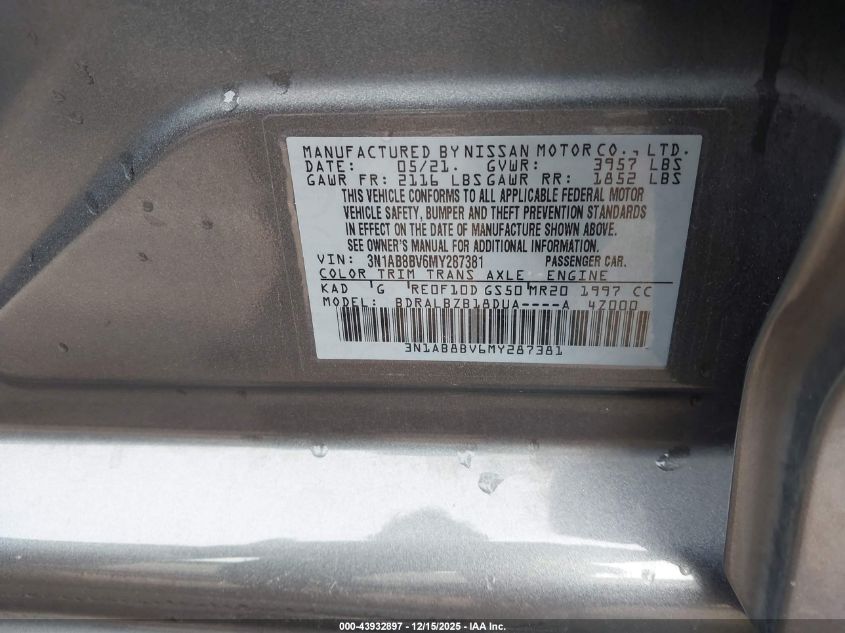 MANUFACTURED BY NISSAN MOTOR CO., LTD.
DATE: 05/21. GVWR: 3957 LBS
GAWR FR: 2116 LBS GAWR RR: 1852 LBS
THIS VEHICLE CONFORMS TO ALL APPLICABLE FEDERAL MOTOR
VEHICLE SAFETY, BUMPER AND THEFT PREVENTION STANDARDS
IN EFFECT ON THE DATE OF MANUFACTURE SHOWN ABOVE.
SEE OWNER'S MANUAL FOR ADDITIONAL INFORMATION.
VIN: 3N1AB8BV6MY287381 PASSENGER CAR.
COLOR TRIM TRANS AXLE ENGINE
KAD G RE0F10D GS50 MR20 1997 CC
MODEL: BDRALBZB18DUA----A 4Z000
3N1AB8BV6MY287381
000-43932897 - 12/15/2025 - IAA Inc.